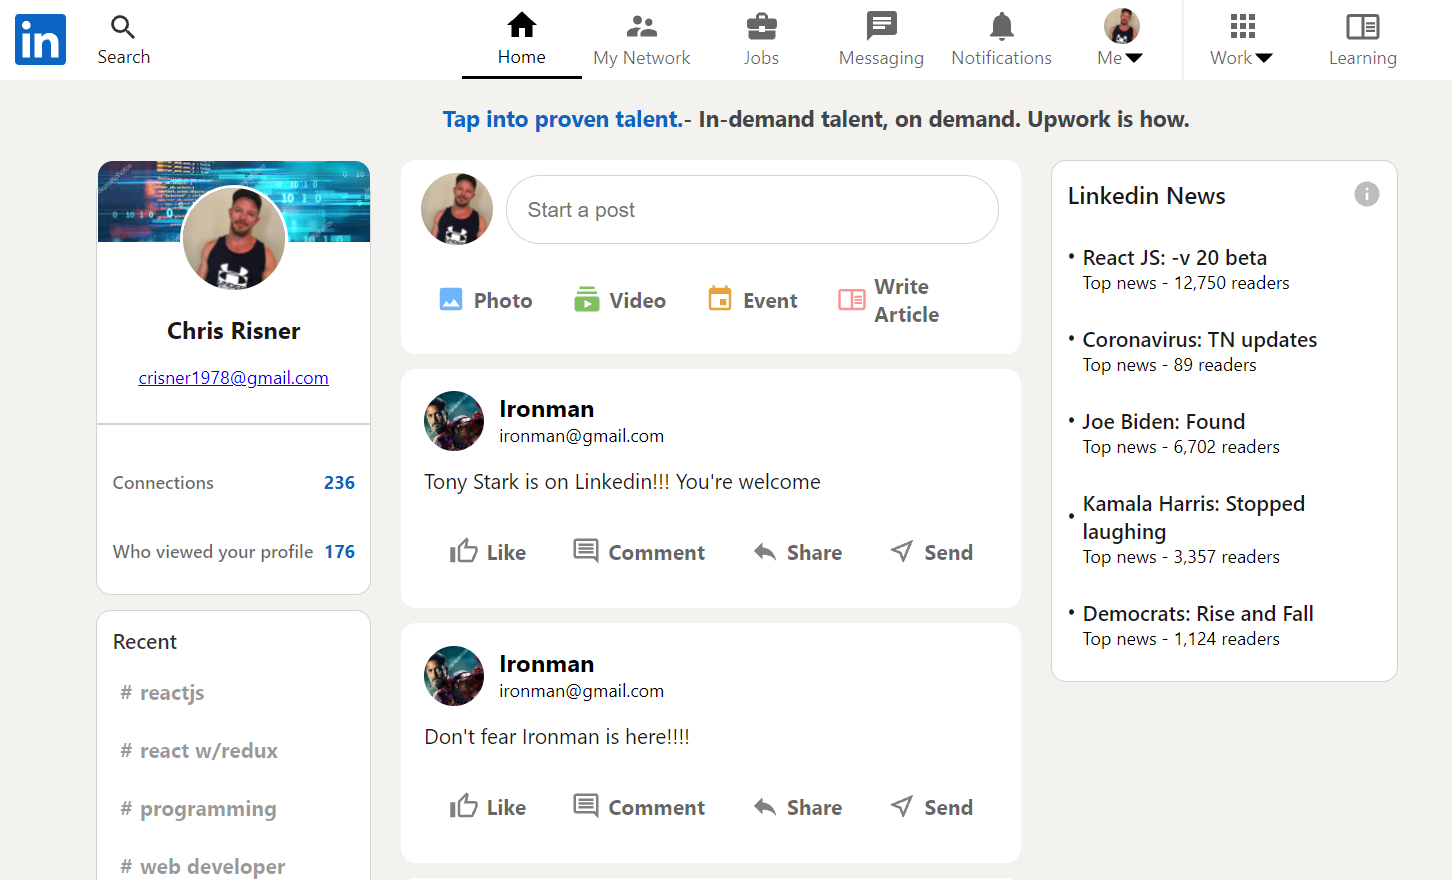 in
Search
Home
My Network
Jobs
Messaging
Notifications
Me
Work
Learning
Tap into proven talent.- In-demand talent, on demand. Upwork is how.
Chris Risner
crisner1978@gmail.com
Connections 236
Who viewed your profile 176
Recent
# reactjs
# react w/redux
# programming
# web developer
Start a post
Photo
Video
Event
Write
Article
Ironman
ironman@gmail.com
Tony Stark is on Linkedin!!! You're welcome
Like Comment Share Send
Ironman
ironman@gmail.com
Don't fear Ironman is here!!!!
Like Comment Share Send
Linkedin News
• React JS: -v 20 beta
Top news - 12,750 readers
• Coronavirus: TN updates
Top news - 89 readers
• Joe Biden: Found
Top news - 6,702 readers
• Kamala Harris: Stopped
laughing
Top news - 3,357 readers
• Democrats: Rise and Fall
Top news - 1,124 readers